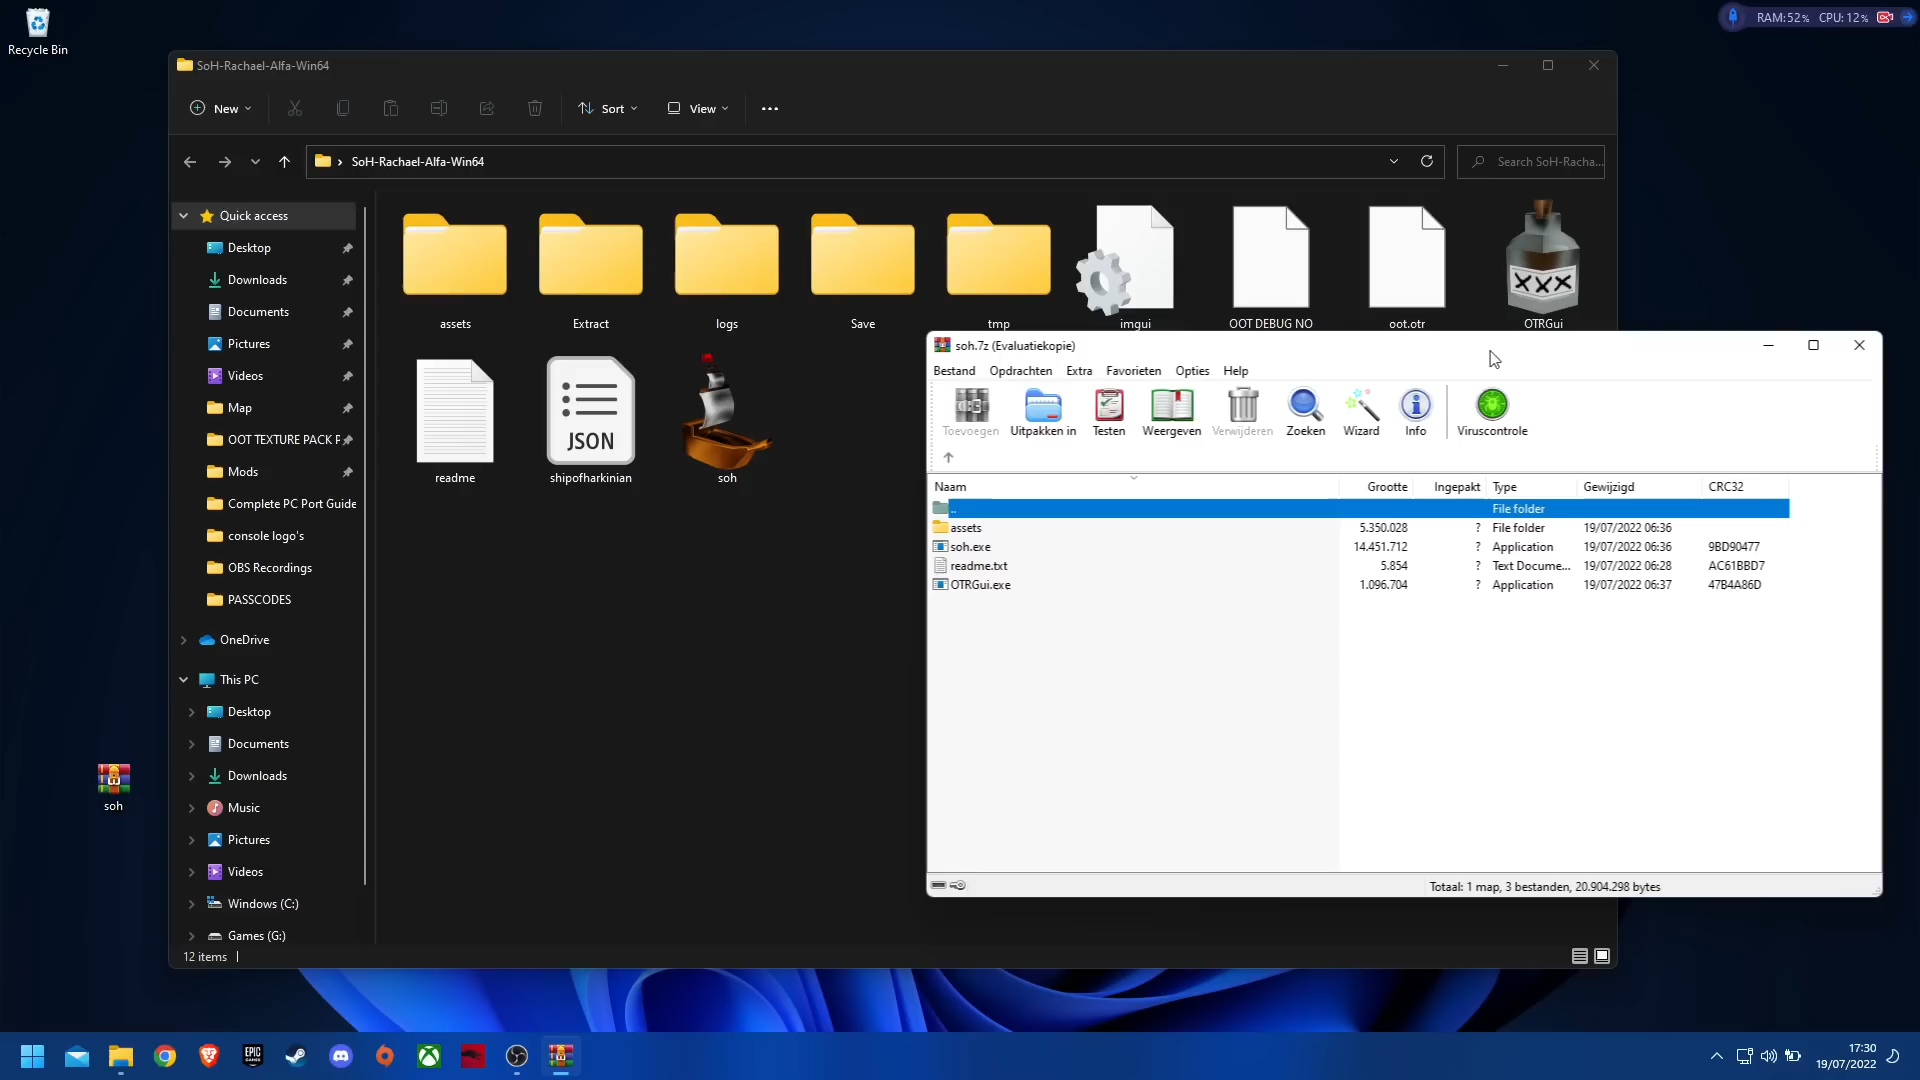 Recycle Bin
RAM:52% CPU: 12%
SoH-Rachael-Alfa-Win64
New
Sort
View
SoH-Rachael-Alfa-Win64
Search SoH-Racha...
Quick access
Desktop
Downloads
Documents
Pictures
Videos
Map
OOT TEXTURE PACK P
Mods
Complete PC Port Guide
console logo's
OBS Recordings
PASSCODES
OneDrive
This PC
Desktop
Documents
Downloads
Music
Pictures
Videos
Windows (C:)
Games (G:)
12 items
assets
Extract
logs
Save
tmp
imgui
OOT DEBUG NO
oot.otr
XXX
OTRGui
readme
JSON
shipofharkinian
soh
soh
soh.7z (Evaluatiekopie)
Bestand Opdrachten Extra Favorieten Opties Help
Toevoegen Uitpakken in Testen Weergeven Verwijderen Zoeken Wizard Info Viruscontrole
Naam Grootte Ingepakt Type Gewijzigd CRC32
.. File folder
assets 5.350.028 ? File folder 19/07/2022 06:36
soh.exe 14.451.712 ? Application 19/07/2022 06:36 9BD90477
readme.txt 5.854 ? Text Docume... 19/07/2022 06:28 AC61BBD7
OTRGui.exe 1.096.704 ? Application 19/07/2022 06:37 47B4A86D
Totaal: 1 map, 3 bestanden, 20.904.298 bytes
EPIC
GAMES
17:30
19/07/2022